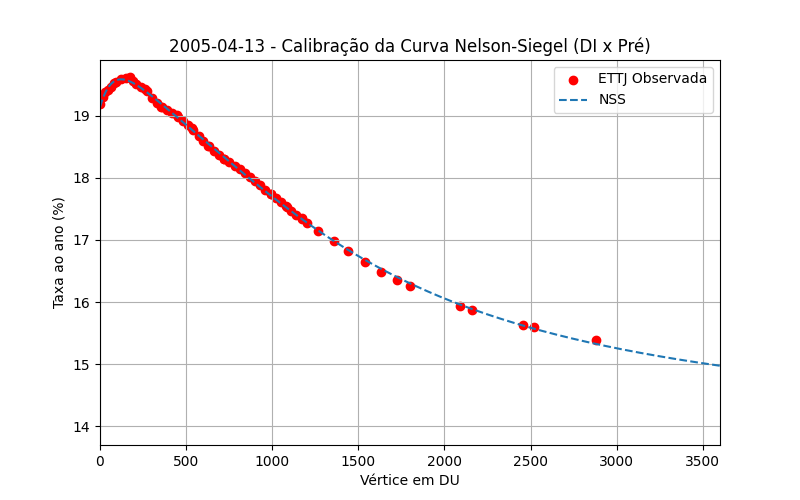 2005-04-13 - Calibração da Curva Nelson-Siegel (DI x Pré)
ETTJ Observada
NSS
Taxa ao ano (%)
19
18
17
16
15
14
0 500 1000 1500 2000 2500 3000 3500
Vértice em DU